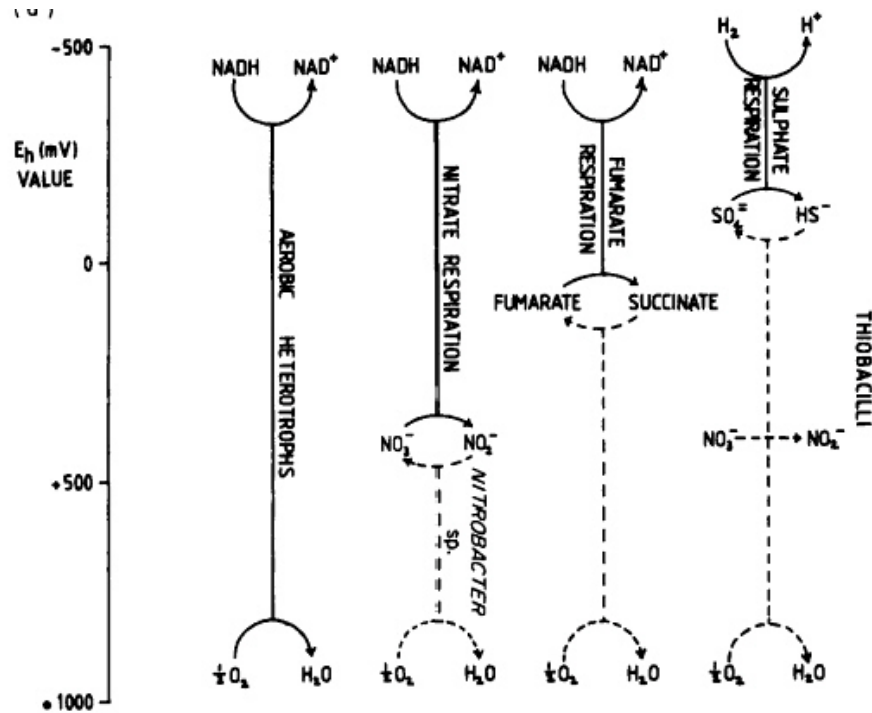 (d)
-500
0
+500
+1000
E_h (mV)
VALUE
NADH NAD⁺
AEROBIC HETEROTROPHS
½O₂ H₂O
NADH NAD⁺
NITRATE RESPIRATION
NO₃⁻ NO₂⁻
NITROBACTER
sp.
½O₂ H₂O
NADH NAD⁺
FUMARATE
RESPIRATION
FUMARATE SUCCINATE
½O₂ H₂O
H₂ H⁺
SULPHATE
RESPIRATION
SO₄⁼ HS⁻
NO₃⁻ NO₂⁻
½O₂ H₂O
THIOBACILLI